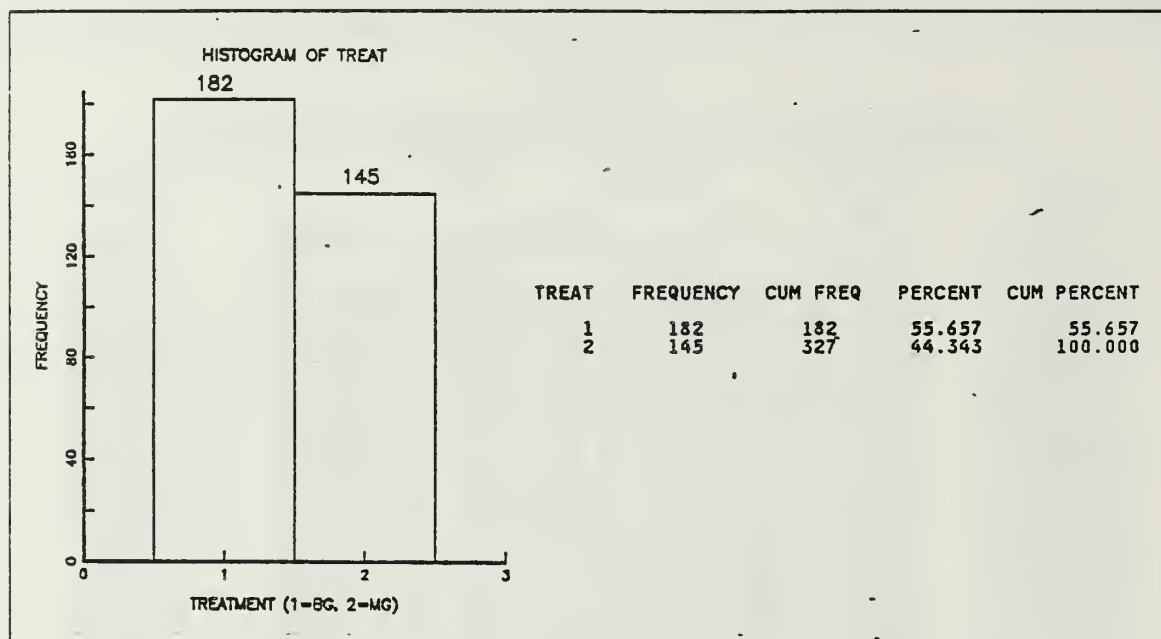 HISTOGRAM OF TREAT
182
145
FREQUENCY
160
120
80
40
0
0 1 2 3
TREATMENT (1=BG, 2=MG)
TREAT FREQUENCY CUM FREQ PERCENT CUM PERCENT
1 182 182 55.657 55.657
2 145 327 44.343 100.000